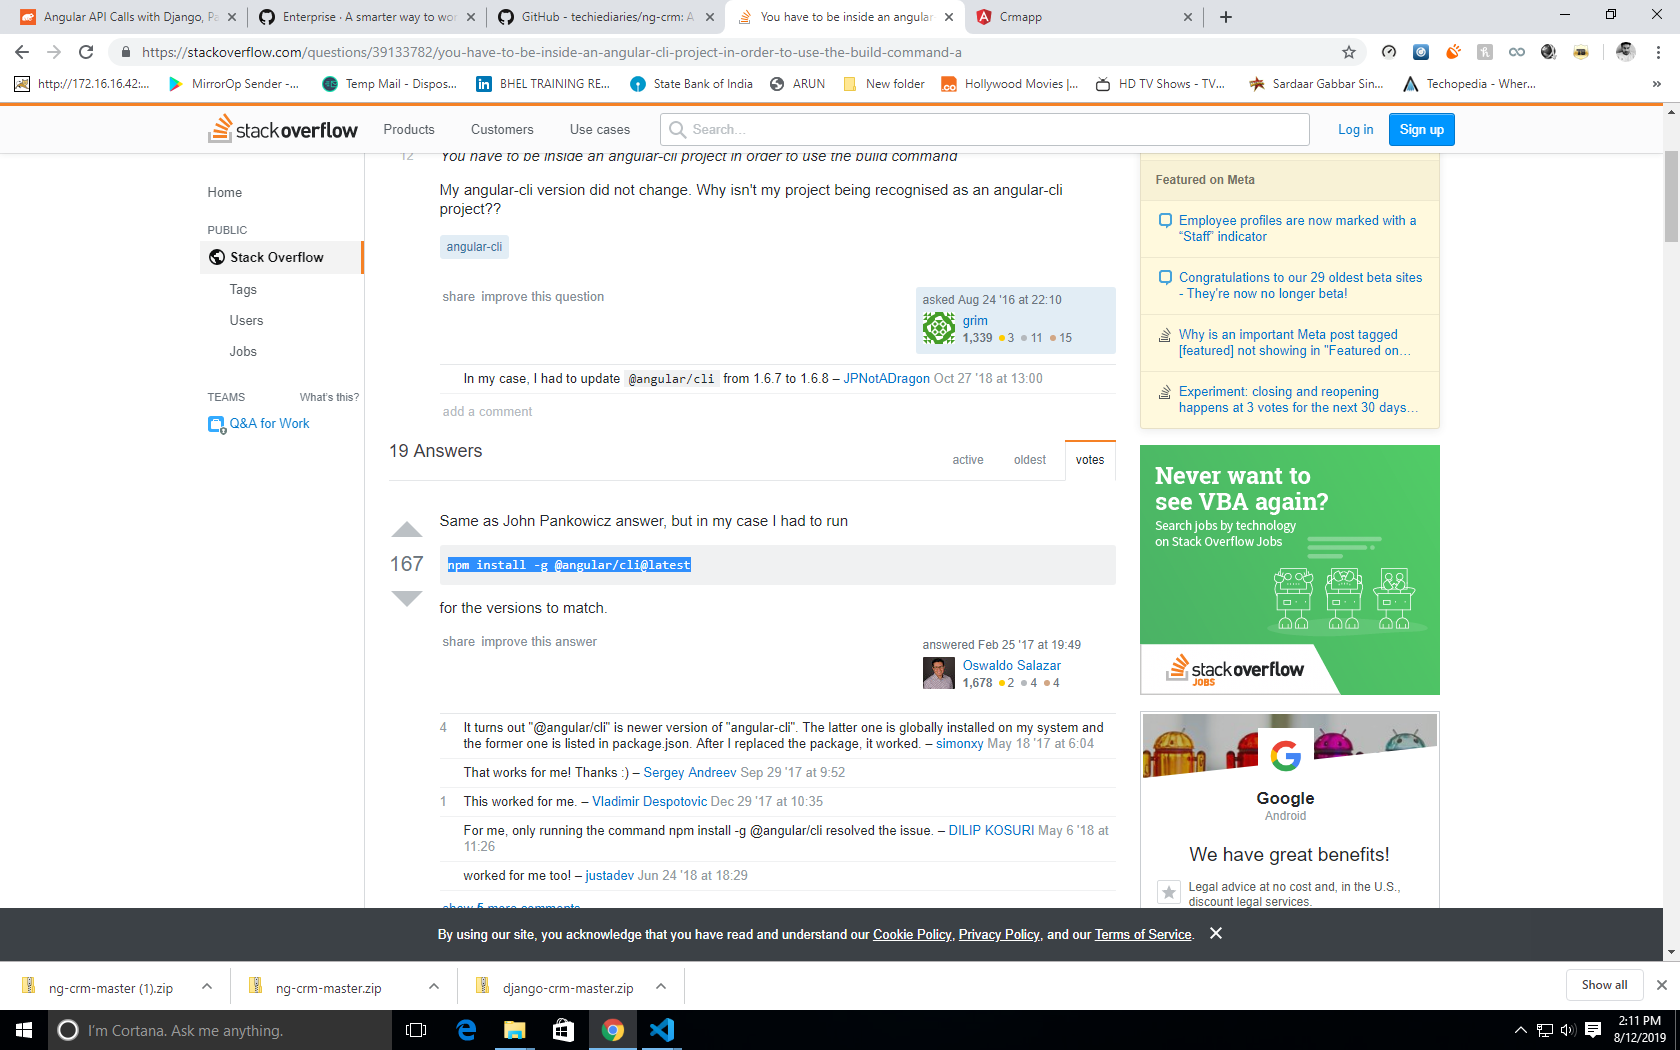 Angular API Calls with Django, Pa
Enterprise · A smarter way to wor
GitHub - techiediaries/ng-crm: A
You have to be inside an angular
Crmapp
https://stackoverflow.com/questions/39133782/you-have-to-be-inside-an-angular-cli-project-in-order-to-use-the-build-command-a
http://172.16.16.42:...
MirrorOp Sender -...
Temp Mail - Dispos...
BHEL TRAINING RE...
State Bank of India
ARUN
New folder
Hollywood Movies |...
HD TV Shows - TV...
Sardaar Gabbar Sin...
Techopedia - Wher...
»
stackoverflow
Products
Customers
Use cases
Search...
Log in
Sign up
Home
PUBLIC
Stack Overflow
Tags
Users
Jobs
TEAMS
What's this?
Q&A for Work
12
You have to be inside an angular-cli project in order to use the build command
My angular-cli version did not change. Why isn't my project being recognised as an angular-cli
project??
angular-cli
share improve this question
asked Aug 24 '16 at 22:10
grim
1,339 3 11 15
In my case, I had to update @angular/cli from 1.6.7 to 1.6.8 – JPNotADragon Oct 27 '18 at 13:00
add a comment
19 Answers
active
oldest
votes
Same as John Pankowicz answer, but in my case I had to run
167
npm install -g @angular/cli@latest
for the versions to match.
share improve this answer
answered Feb 25 '17 at 19:49
Oswaldo Salazar
1,678 2 4 4
4
It turns out "@angular/cli" is newer version of "angular-cli". The latter one is globally installed on my system and
the former one is listed in package.json. After I replaced the package, it worked. – simonxy May 18 '17 at 6:04
That works for me! Thanks :) – Sergey Andreev Sep 29 '17 at 9:52
1
This worked for me. – Vladimir Despotovic Dec 29 '17 at 10:35
For me, only running the command npm install -g @angular/cli resolved the issue. – DILIP KOSURI May 6 '18 at
11:26
worked for me too! – justadev Jun 24 '18 at 18:29
show 5 more comments
Featured on Meta
Employee profiles are now marked with a
“Staff” indicator
Congratulations to our 29 oldest beta sites
- They're now no longer beta!
Why is an important Meta post tagged
[featured] not showing in "Featured on…
Experiment: closing and reopening
happens at 3 votes for the next 30 days…
Never want to
see VBA again?
Search jobs by technology
on Stack Overflow Jobs
stackoverflow
JOBS
Google
Android
We have great benefits!
Legal advice at no cost and, in the U.S.,
discount legal services.
By using our site, you acknowledge that you have read and understand our Cookie Policy, Privacy Policy, and our Terms of Service.
ng-crm-master (1).zip
ng-crm-master.zip
django-crm-master.zip
Show all
I'm Cortana. Ask me anything.
2:11 PM
8/12/2019